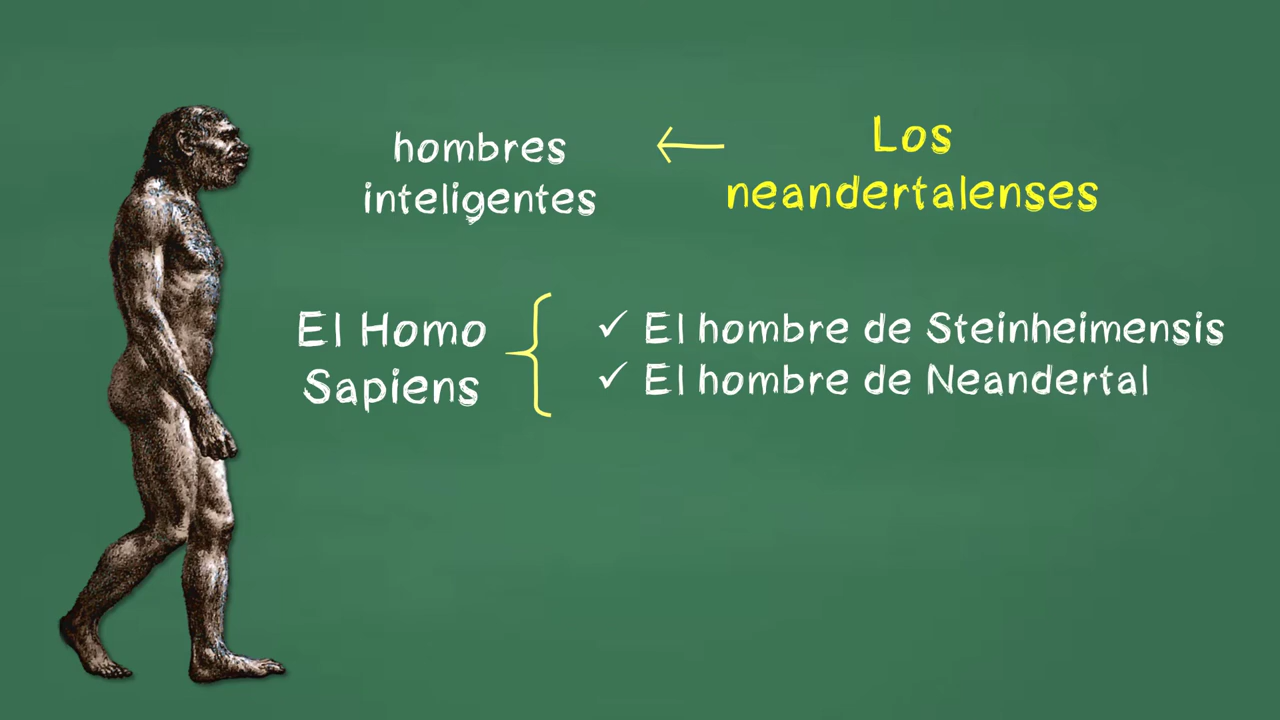 hombres
inteligentes
Los
neandertalenses
El Homo
Sapiens
✓ El hombre de Steinheimensis
✓ El hombre de Neandertal